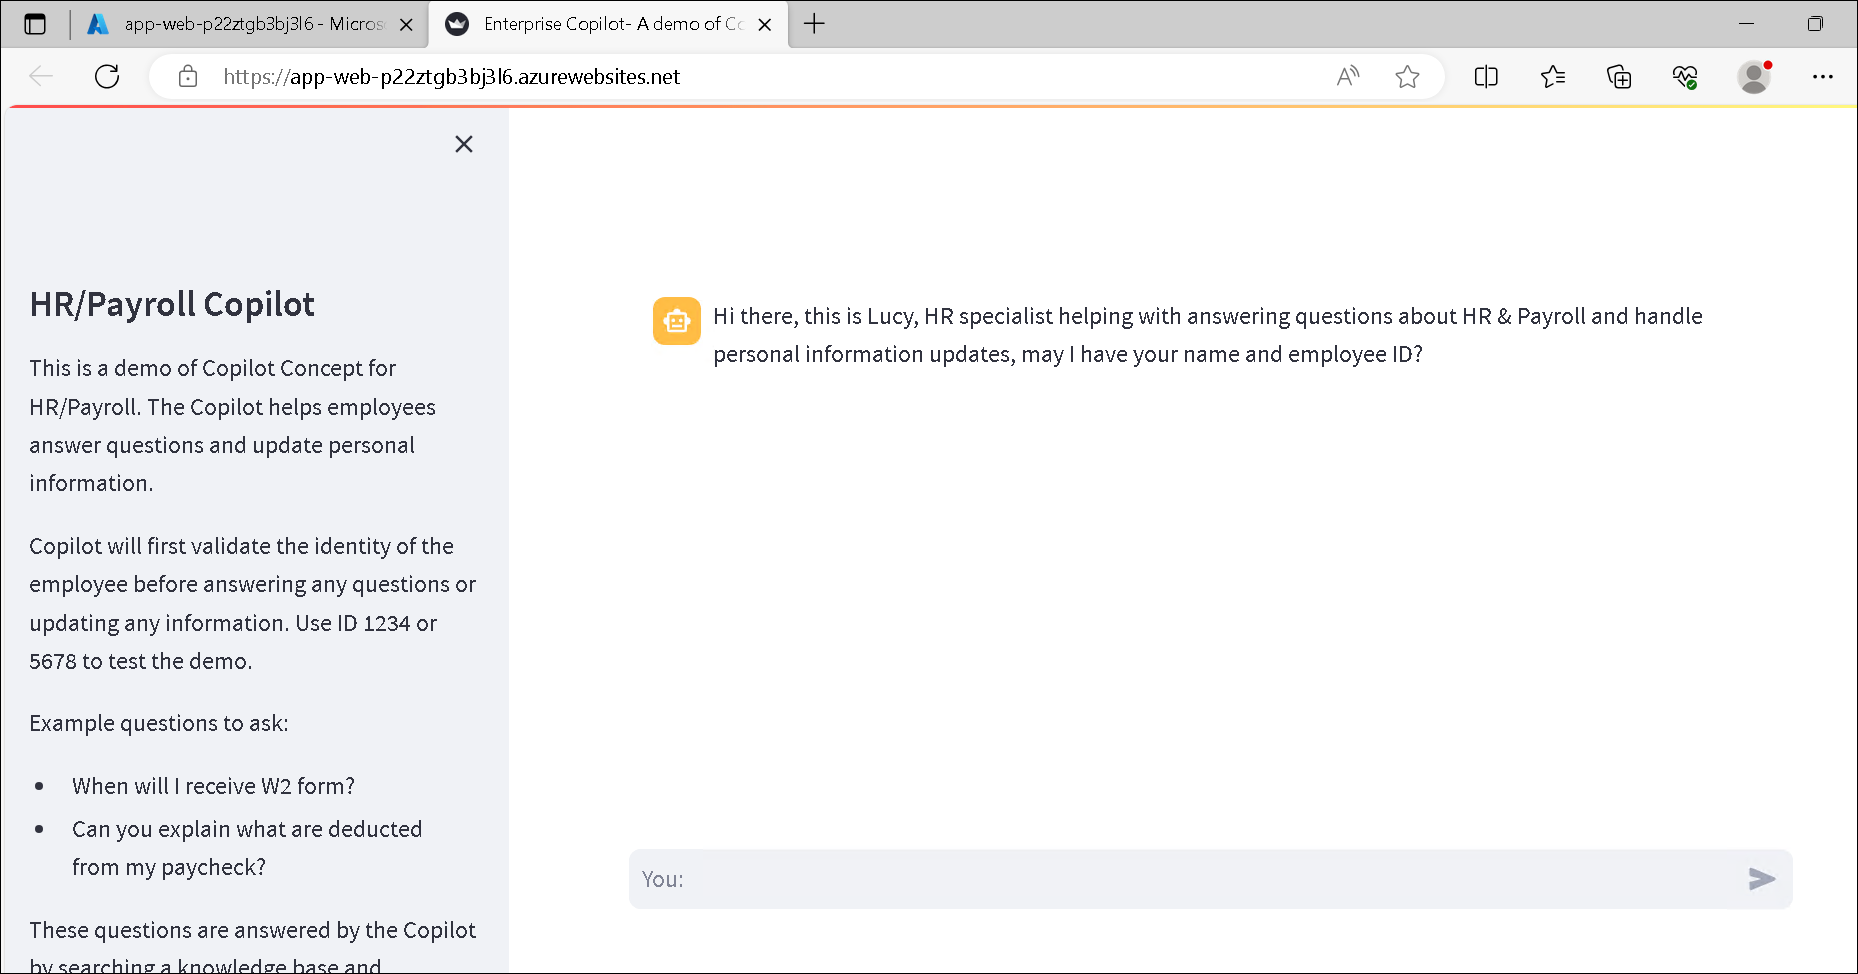 app-web-p22ztgb3bj3l6 - Micros
Enterprise Copilot- A demo of Co
https://app-web-p22ztgb3bj3l6.azurewebsites.net
HR/Payroll Copilot
This is a demo of Copilot Concept for
HR/Payroll. The Copilot helps employees
answer questions and update personal
information.
Copilot will first validate the identity of the
employee before answering any questions or
updating any information. Use ID 1234 or
5678 to test the demo.
Example questions to ask:
• When will I receive W2 form?
• Can you explain what are deducted
from my paycheck?
These questions are answered by the Copilot
by searching a knowledge base and
Hi there, this is Lucy, HR specialist helping with answering questions about HR & Payroll and handle
personal information updates, may I have your name and employee ID?
You: